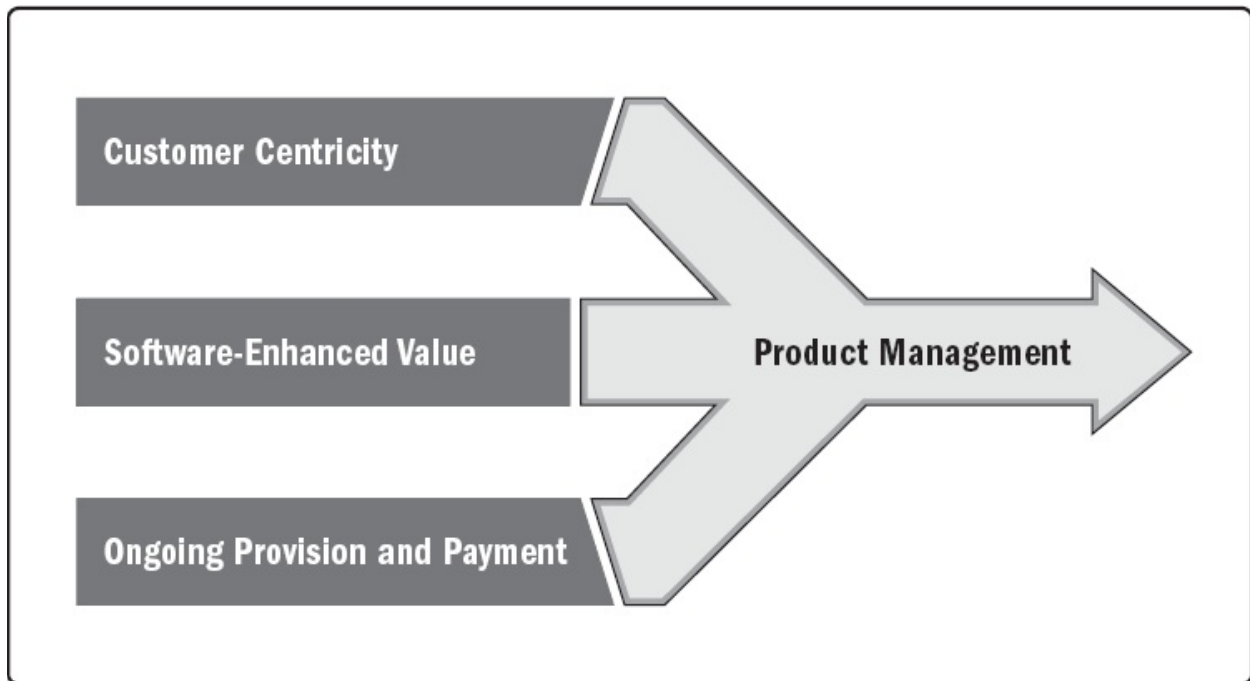 Customer Centricity
Software-Enhanced Value
Product Management
Ongoing Provision and Payment